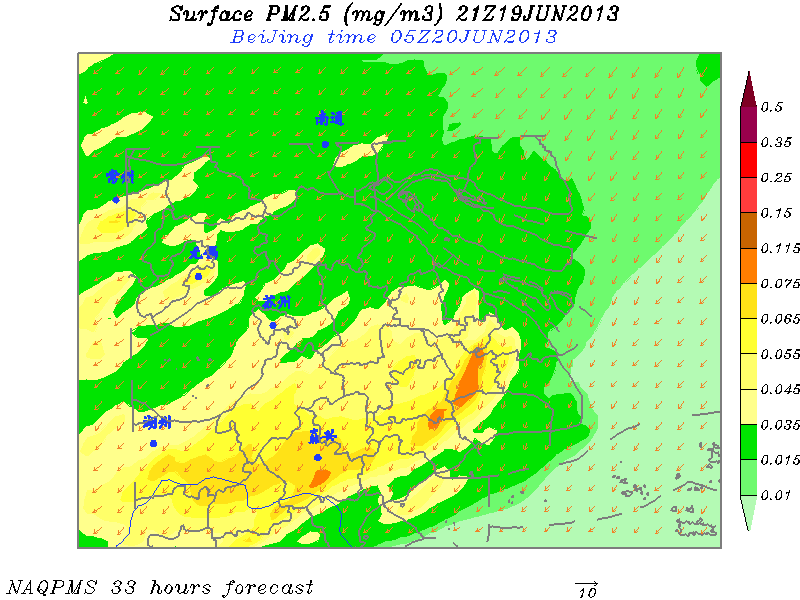 Surface PM2.5 (mg/m3) 21Z19JUN2013
BeiJing time 05Z20JUN2013
南通
常州
无锡
苏州
湖州
嘉兴
0.5
0.35
0.25
0.15
0.115
0.075
0.065
0.055
0.045
0.035
0.015
0.01
NAQPMS 33 hours forecast
10